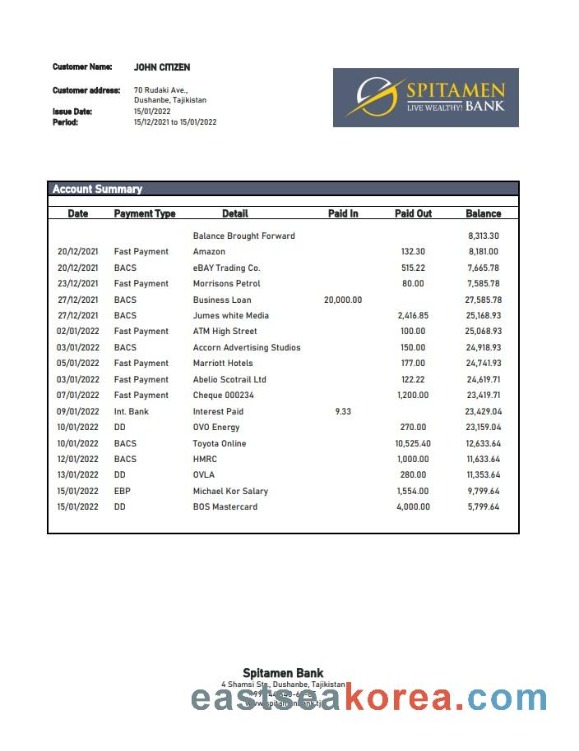 Customer Name: JOHN CITIZEN
SPITAMEN
LIVE WEALTHY! BANK
Customer address: 70 Rudaki Ave.,
Dushanbe, Tajikistan
Issue Date: 15/01/2022
Period: 15/12/2021 to 15/01/2022
Account Summary
Date Payment Type Detail Paid In Paid Out Balance
Balance Brought Forward 8,313.30
20/12/2021 Fast Payment Amazon 132.30 8,181.00
20/12/2021 BACS eBAY Trading Co. 515.22 7,665.78
23/12/2021 Fast Payment Morrisons Petrol 80.00 7,585.78
27/12/2021 BACS Business Loan 20,000.00 27,585.78
27/12/2021 BACS Jumes white Media 2,416.85 25,168.93
02/01/2022 Fast Payment ATM High Street 100.00 25,068.93
03/01/2022 BACS Accorn Advertising Studios 150.00 24,918.93
05/01/2022 Fast Payment Marriott Hotels 177.00 24,741.93
03/01/2022 Fast Payment Abelio Scotrail Ltd 122.22 24,619.71
07/01/2022 Fast Payment Cheque 000234 1,200.00 23,419.71
09/01/2022 Int. Bank Interest Paid 9.33 23,429.04
10/01/2022 DD OVO Energy 270.00 23,159.04
10/01/2022 BACS Toyota Online 10,525.40 12,633.64
12/01/2022 BACS HMRC 1,000.00 11,633.64
13/01/2022 DD OVLA 280.00 11,353.64
15/01/2022 EBP Michael Kor Salary 1,554.00 9,799.64
15/01/2022 DD BOS Mastercard 4,000.00 5,799.64
Spitamen Bank
4 Shamsi Str., Dushanbe, Tajikistan
eastseakorea.com